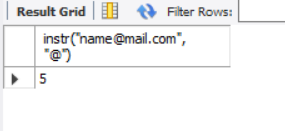 Result Grid Filter Rows:
instr("name@mail.com",
"@")
5